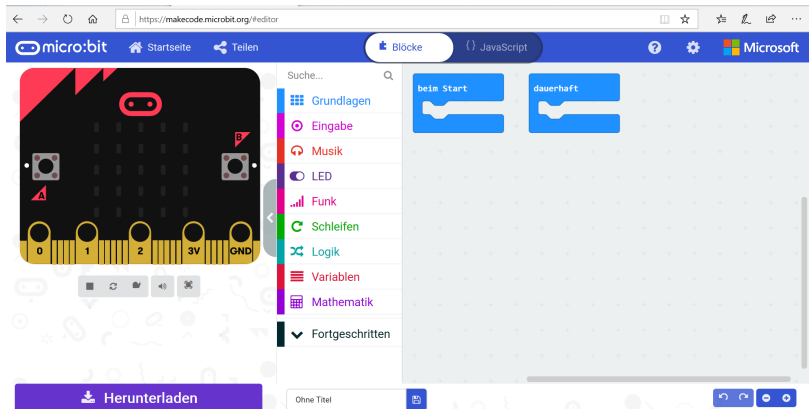 https://makecode.microbit.org/#editor
micro:bit Startseite Teilen Blöcke {} JavaScript ? Microsoft
Suche...
Grundlagen
Eingabe
Musik
LED
Funk
Schleifen
Logik
Variablen
Mathematik
Fortgeschritten
beim Start
dauerhaft
B
A
0 1 2 3V GND
Herunterladen
Ohne Titel